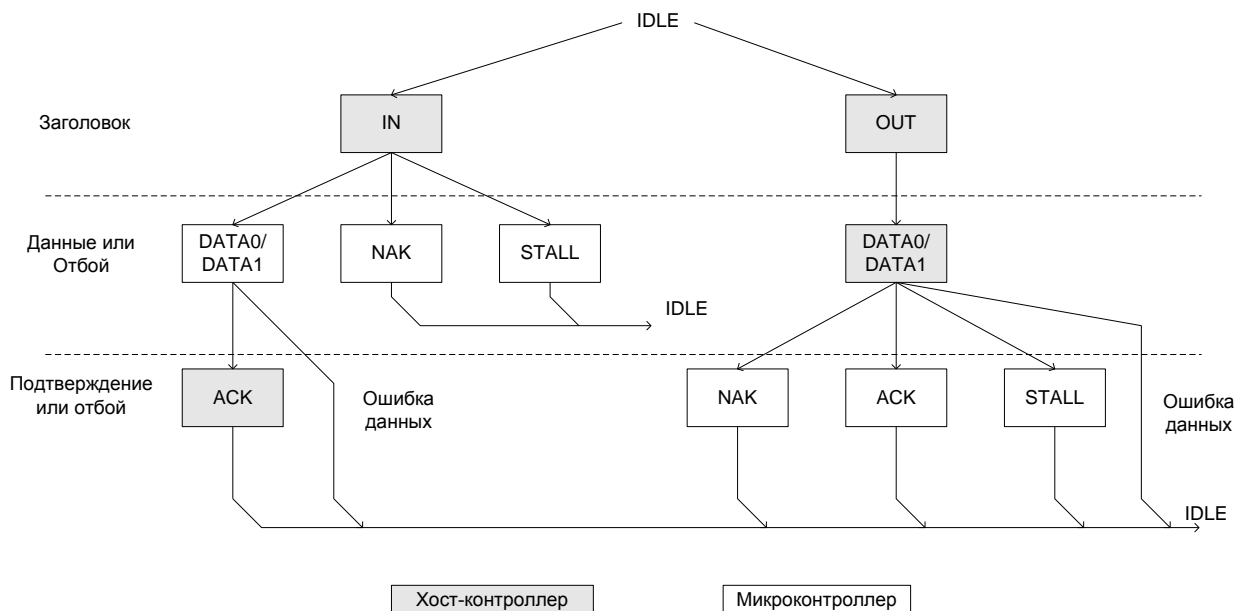 IDLE
Заголовок
IN
OUT
Данные или
Отбой
DATA0/
DATA1
NAK
STALL
DATA0/
DATA1
IDLE
Подтверждение
или отбой
ACK
Ошибка
данных
NAK
ACK
STALL
Ошибка
данных
IDLE
Хост-контроллер
Микроконтроллер